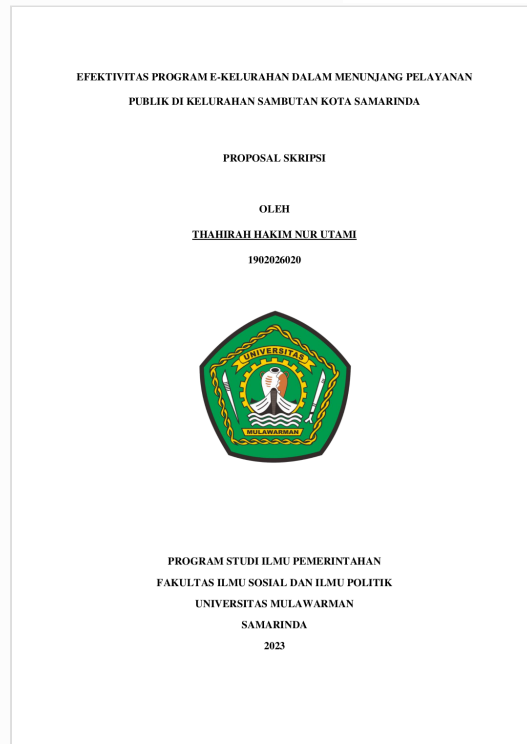 EFEKTIVITAS PROGRAM E-KELURAHAN DALAM MENUNJANG PELAYANAN
PUBLIK DI KELURAHAN SAMBUTAN KOTA SAMARINDA
PROPOSAL SKRIPSI
OLEH
THAHIRAH HAKIM NUR UTAMI
1902026020
UNIVERSITAS
MULAWARMAN
PROGRAM STUDI ILMU PEMERINTAHAN
FAKULTAS ILMU SOSIAL DAN ILMU POLITIK
UNIVERSITAS MULAWARMAN
SAMARINDA
2023